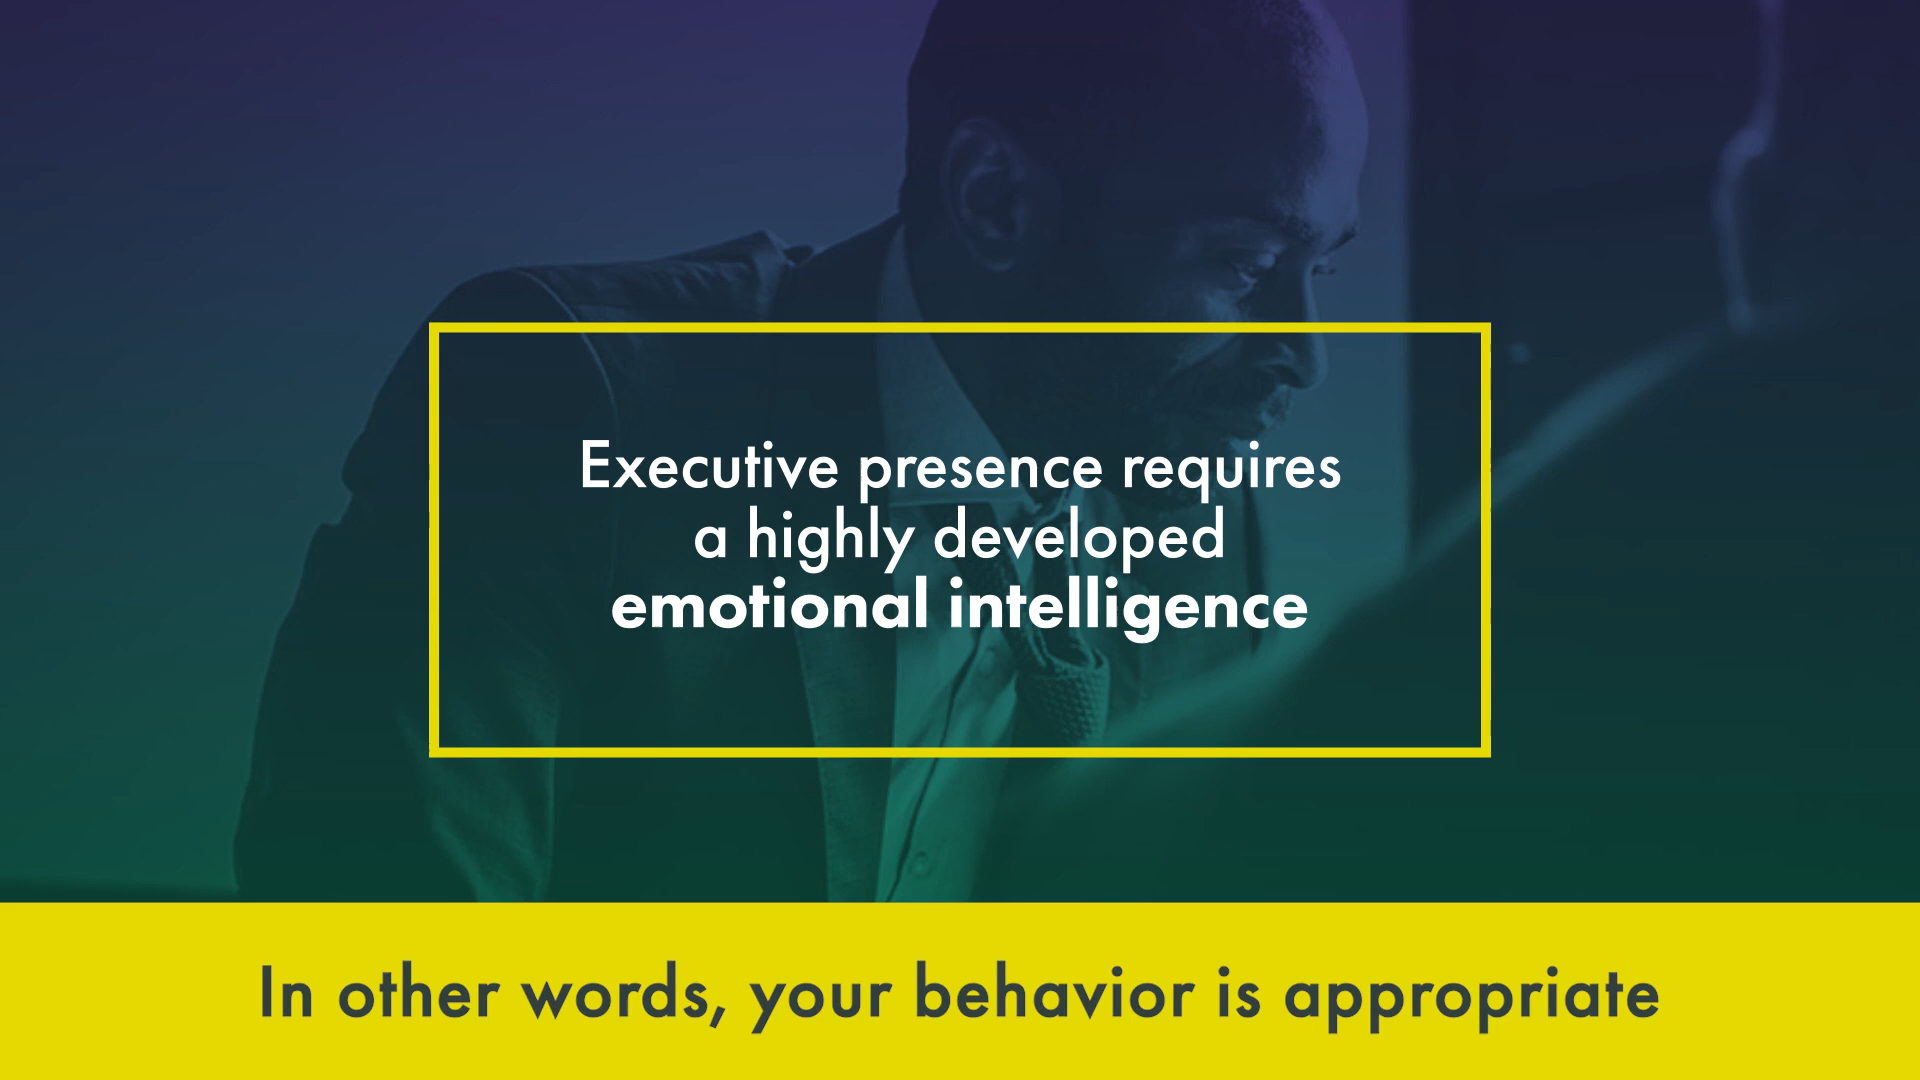 Executive presence requires
a highly developed
emotional intelligence
In other words, your behavior is appropriate